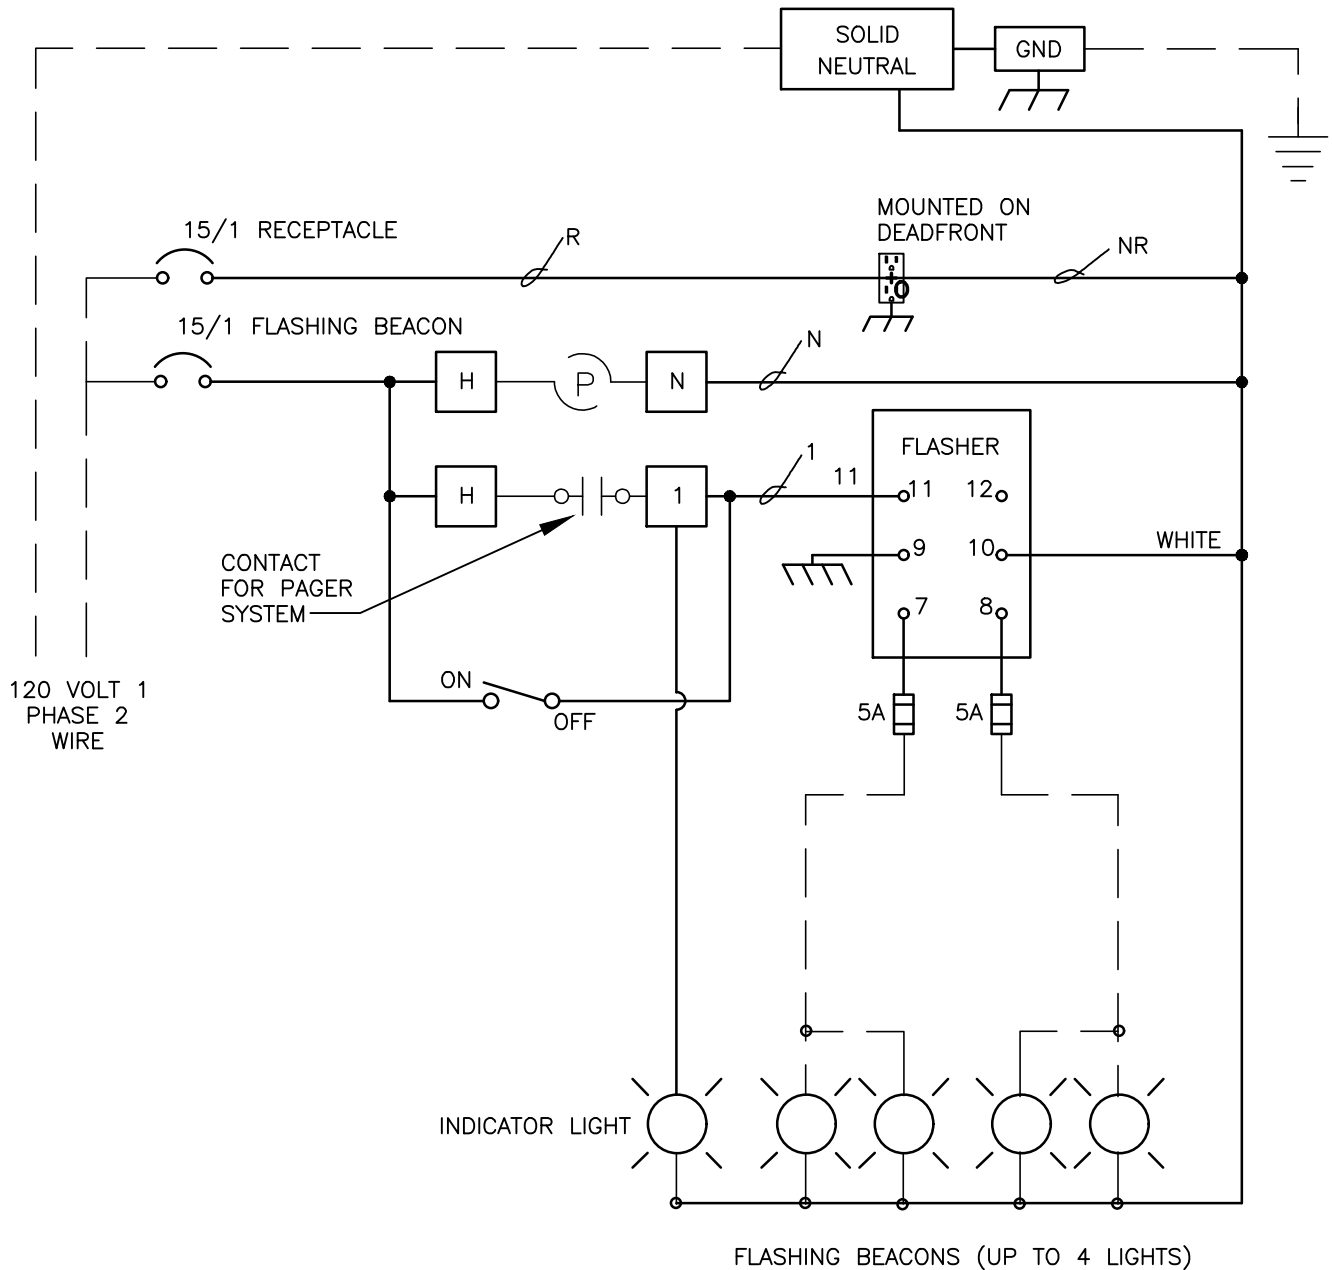 SOLID
NEUTRAL
GND
MOUNTED ON
DEADFRONT
15/1 RECEPTACLE
R
NR
15/1 FLASHING BEACON
N
H
P
N
FLASHER
1
11
H
1
11
12
CONTACT
FOR PAGER
SYSTEM
9
10
WHITE
7
8
ON
OFF
120 VOLT 1
PHASE 2
WIRE
5A
5A
INDICATOR LIGHT
FLASHING BEACONS (UP TO 4 LIGHTS)